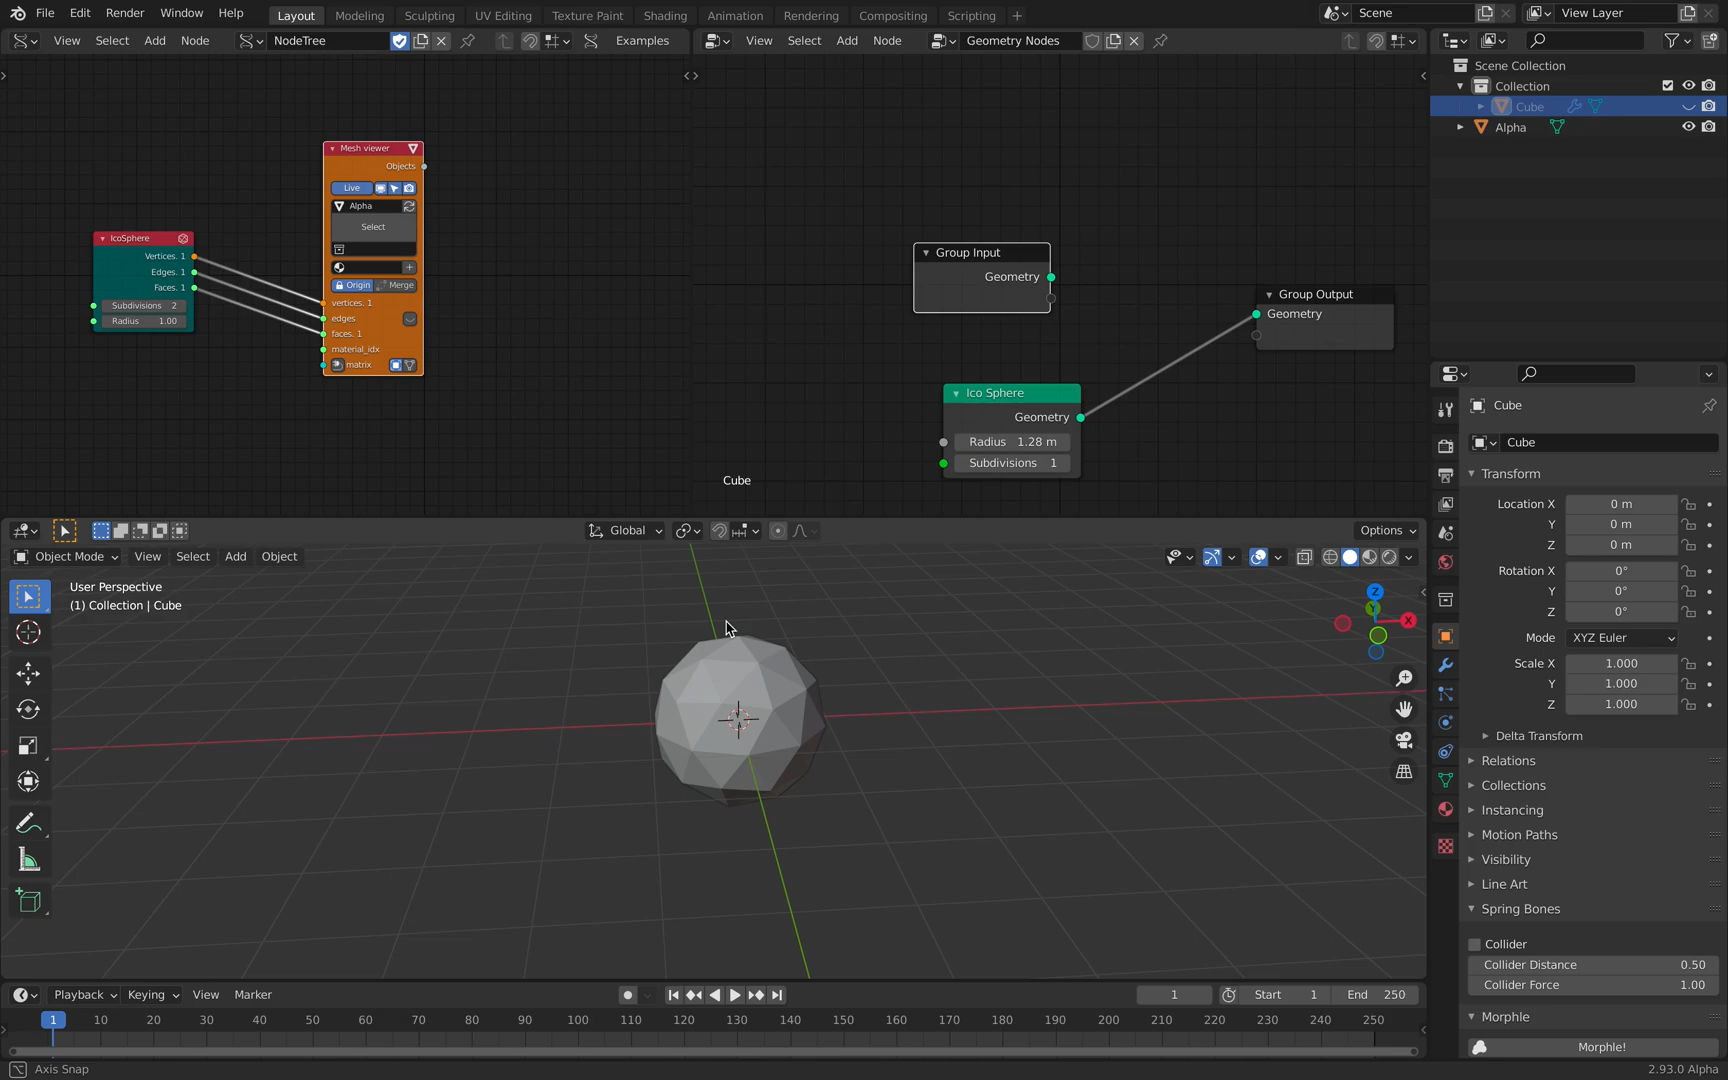 File Edit Render Window Help Layout Modeling Sculpting UV Editing Texture Paint Shading Animation Rendering Compositing Scripting + Scene View Layer
View Select Add Node NodeTree Examples View Select Add Node Geometry Nodes
Scene Collection
Collection
Cube
Alpha
Mesh viewer
Objects
Live
Alpha
Select
Origin Merge
vertices. 1
edges
faces. 1
material_idx
matrix
IcoSphere
Vertices. 1
Edges. 1
Faces. 1
Subdivisions 2
Radius 1.00
Group Input
Geometry
Group Output
Geometry
Ico Sphere
Geometry
Radius 1.28 m
Subdivisions 1
Cube
Global Options
Object Mode View Select Add Object
User Perspective
(1) Collection | Cube
Z
Y
X
Cube
Cube
Transform
Location X 0 m
Y 0 m
Z 0 m
Rotation X 0°
Y 0°
Z 0°
Mode XYZ Euler
Scale X 1.000
Y 1.000
Z 1.000
Delta Transform
Relations
Collections
Instancing
Motion Paths
Visibility
Line Art
Spring Bones
Collider
Collider Distance 0.50
Collider Force 1.00
Morphle
Morphle!
Playback Keying View Marker 1 Start 1 End 250
1 10 20 30 40 50 60 70 80 90 100 110 120 130 140 150 160 170 180 190 200 210 220 230 240 250
Axis Snap 2.93.0 Alpha